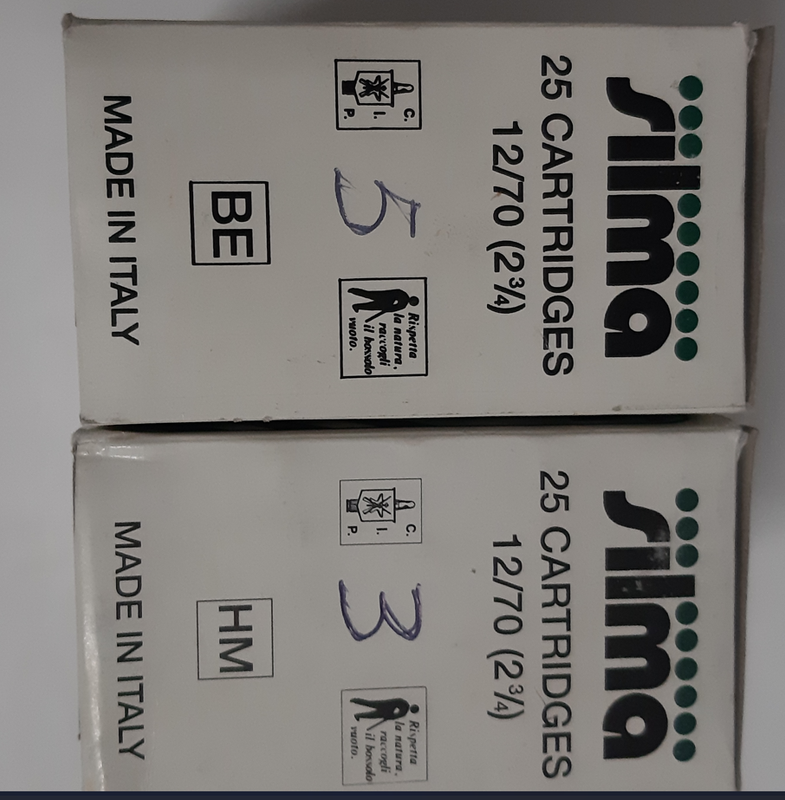 silma
25 CARTRIDGES
12/70 (2¾)
C.
I.
P.
5
Rispetta
la natura,
raccogli
il bossolo
vuoto.
BE
MADE IN ITALY
silma
25 CARTRIDGES
12/70 (2¾)
C.
I.
P.
3
Rispetta
la natura,
raccogli
il bossolo
vuoto.
HM
MADE IN ITALY